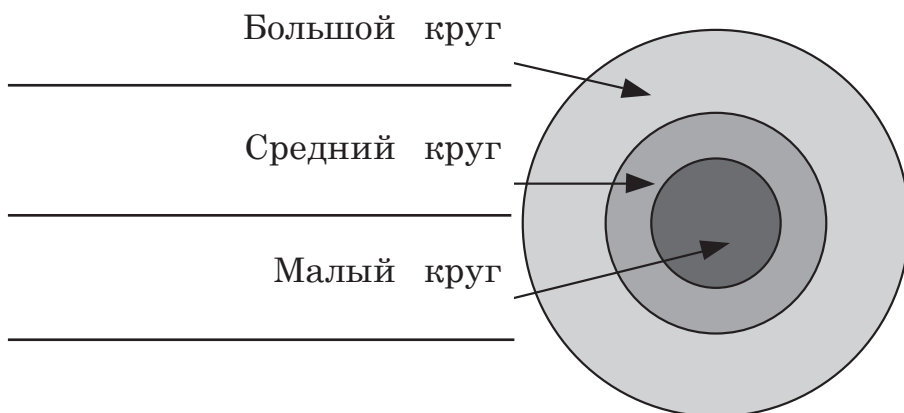 Большой круг
Средний круг
Малый круг